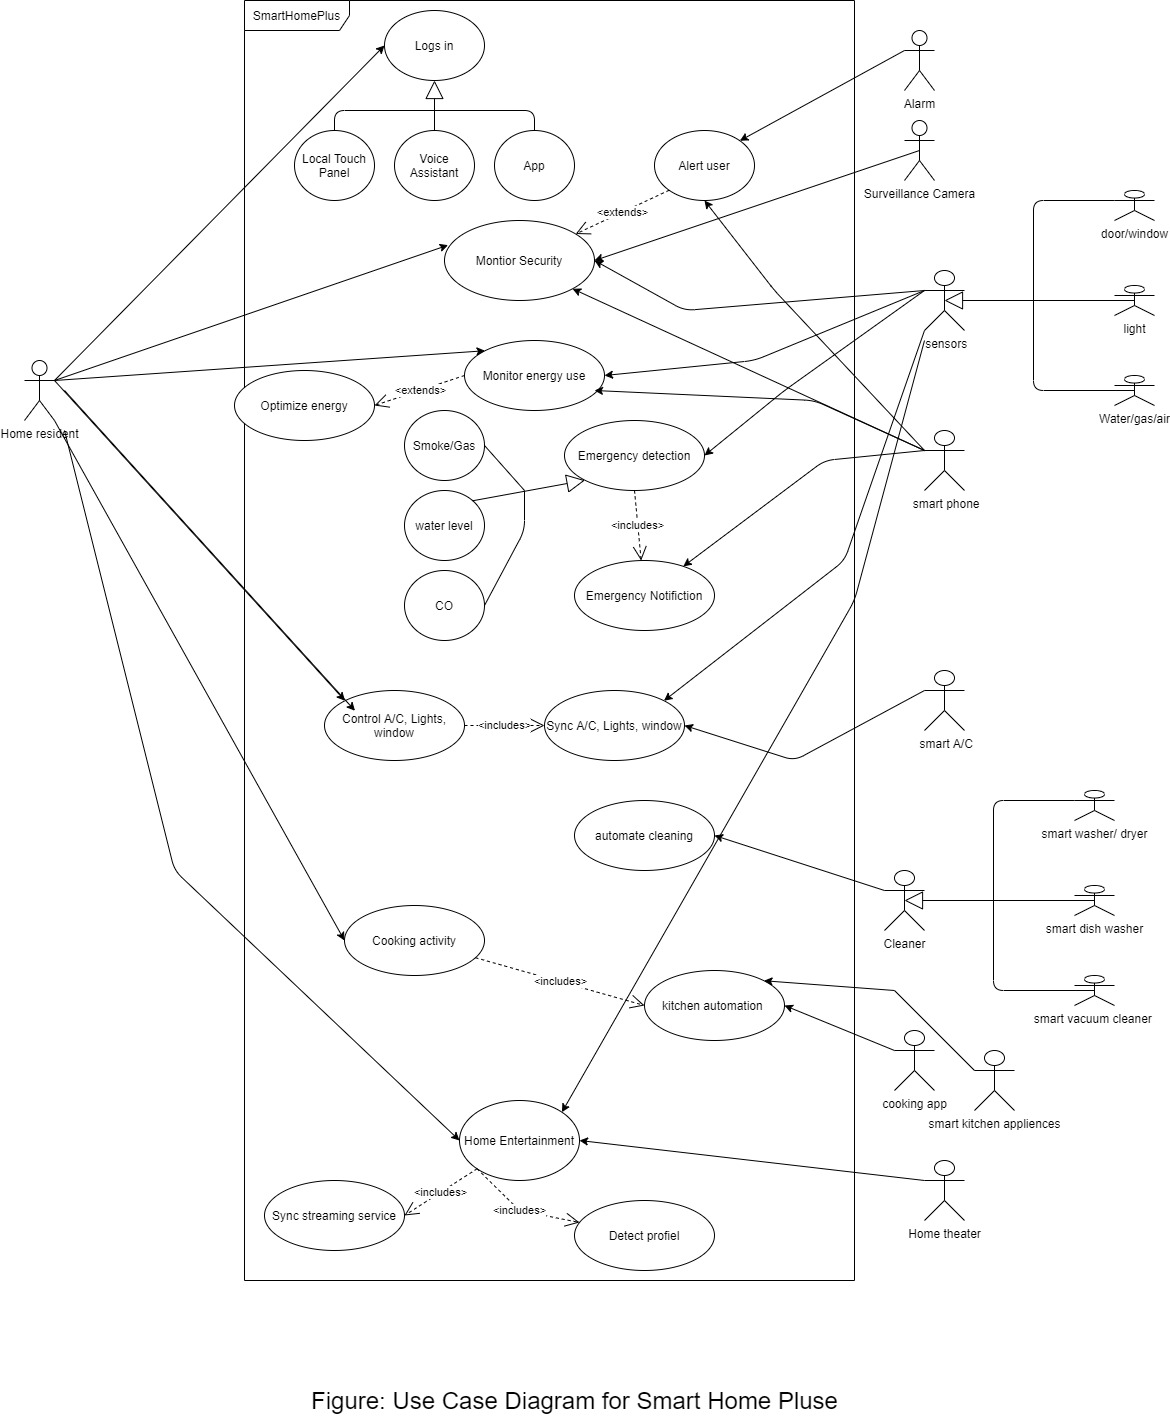 SmartHomePlus
Logs in
Local Touch
Panel
Voice
Assistant
App
Alert user
Alarm
Surveillance Camera
<extends>
Montior Security
door/window
light
sensors
Water/gas/air
Home resident
Monitor energy use
<extends>
Optimize energy
Smoke/Gas
Emergency detection
smart phone
water level
<includes>
CO
Emergency Notifiction
Control A/C, Lights,
window
<includes>
Sync A/C, Lights, window
smart A/C
automate cleaning
smart washer/ dryer
Cleaner
smart dish washer
smart vacuum cleaner
Cooking activity
<includes>
kitchen automation
cooking app
smart kitchen appliences
Home Entertainment
<includes>
<includes>
Sync streaming service
Detect profiel
Home theater
Figure: Use Case Diagram for Smart Home Pluse